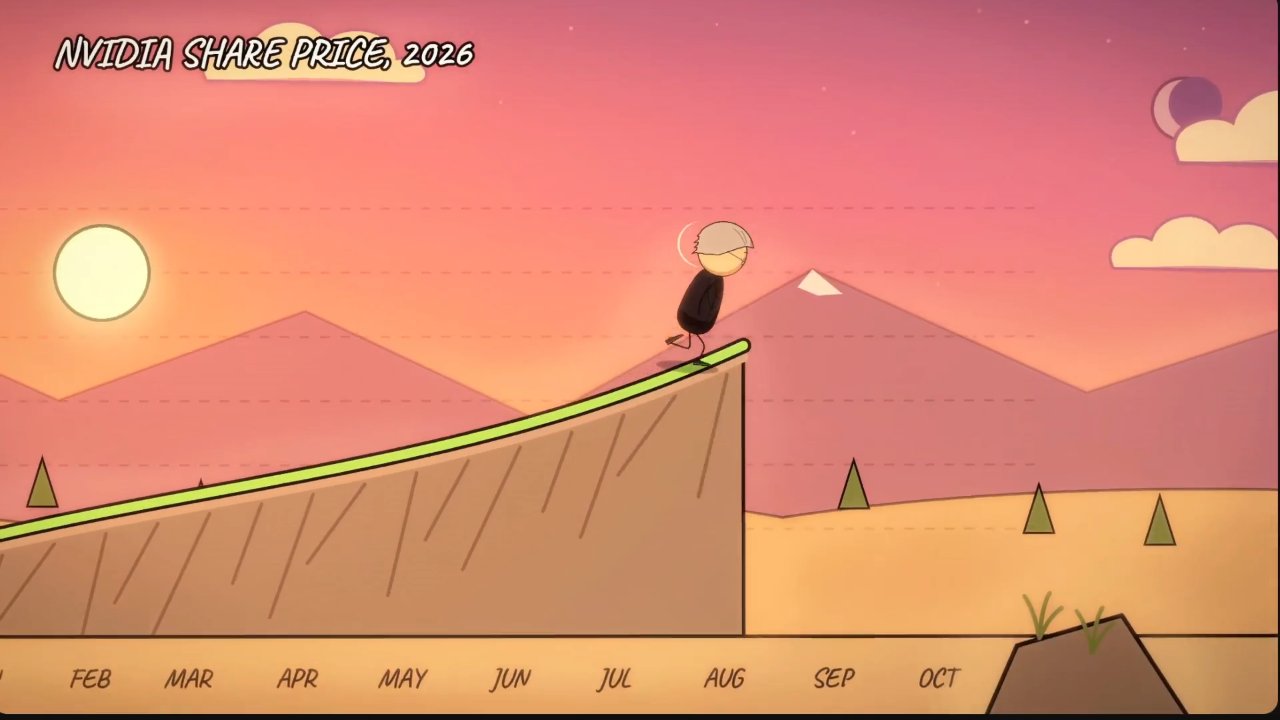 NVIDIA SHARE PRICE, 2026
FEB MAR APR MAY JUN JUL AUG SEP OCT